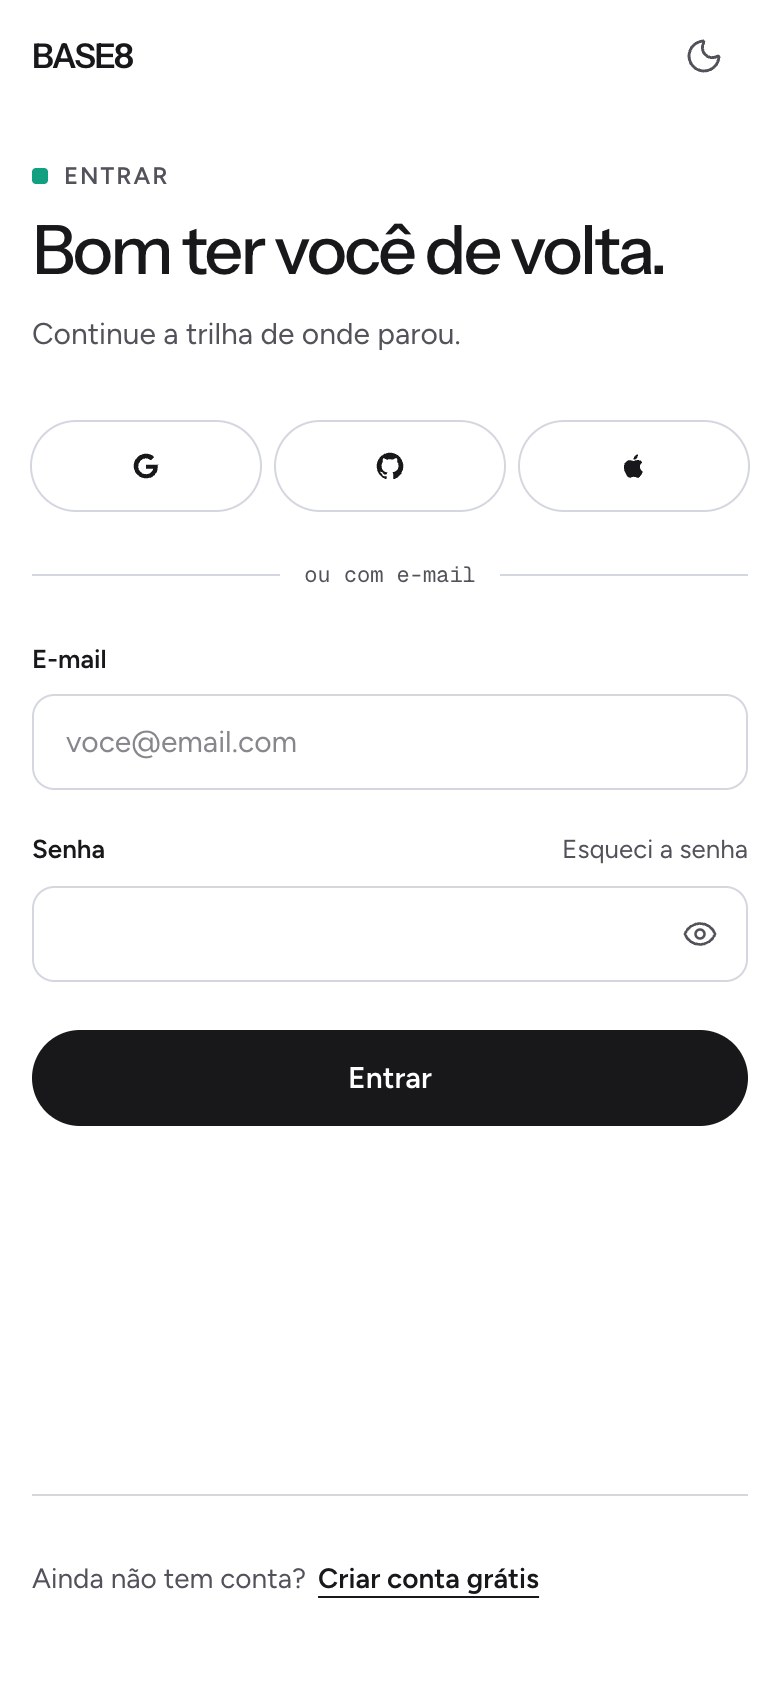 BASE8
ENTRAR
Bom ter você de volta.
Continue a trilha de onde parou.
ou com e-mail
E-mail
voce@email.com
Senha
Esqueci a senha
Entrar
Ainda não tem conta? Criar conta grátis